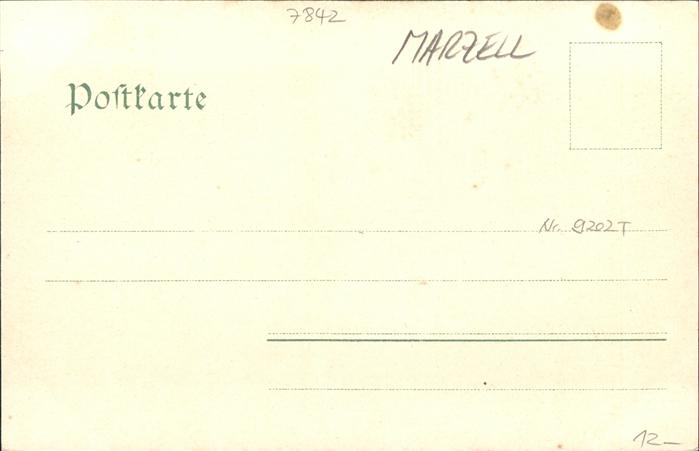 7842
MARZELL
Poſtkarte
Nr. 9202T
12–